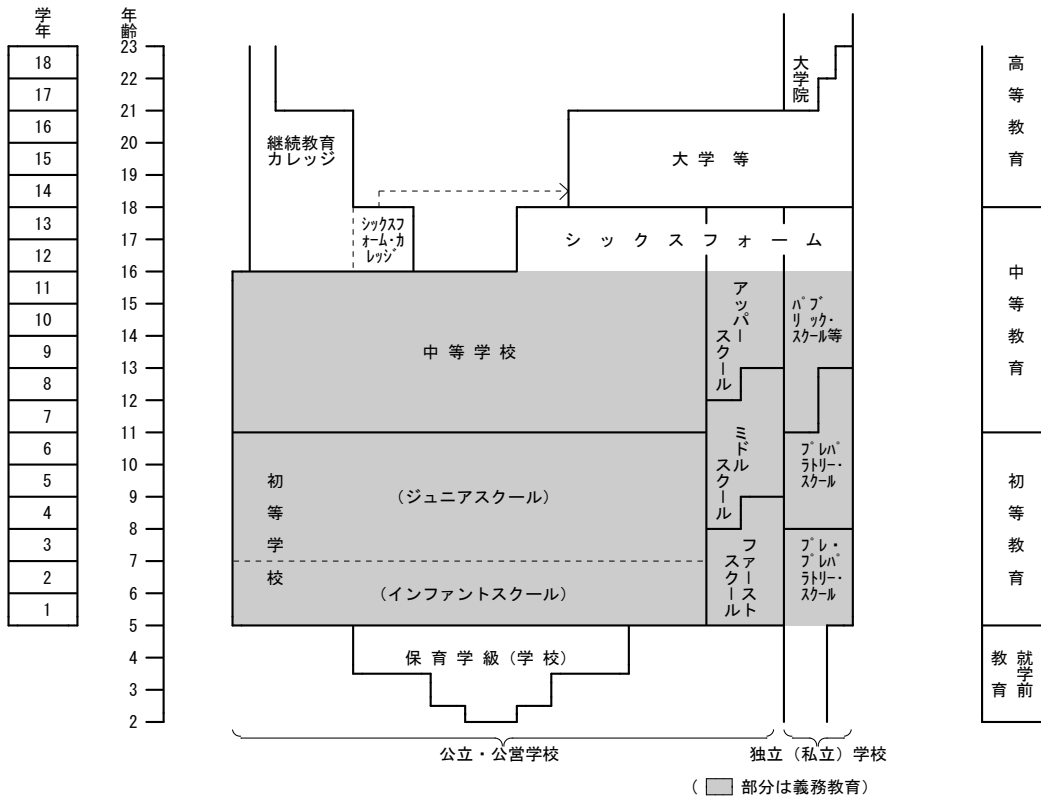 学年
年齢
18
17
16
15
14
13
12
11
10
9
8
7
6
5
4
3
2
1
23
22
21
20
19
18
17
16
15
14
13
12
11
10
9
8
7
6
5
4
3
2
継続教育
カレッジ
シックスフ
ォーム・カ
レッジ
大学院
大学等
シックスフォーム
中等学校
アッパー
スクール
パブ
リック・
スクール等
ミドル
スクール
プレパ
ラトリー・
スクール
初等学校
(ジュニアスクール)
(インファントスクール)
ファースト
スクール
プレ・
プレパ
ラトリー・
スクール
保育学級(学校)
高等教育
中等教育
初等教育
就学前
教育
公立・公営学校
独立(私立)学校
( 部分は義務教育)